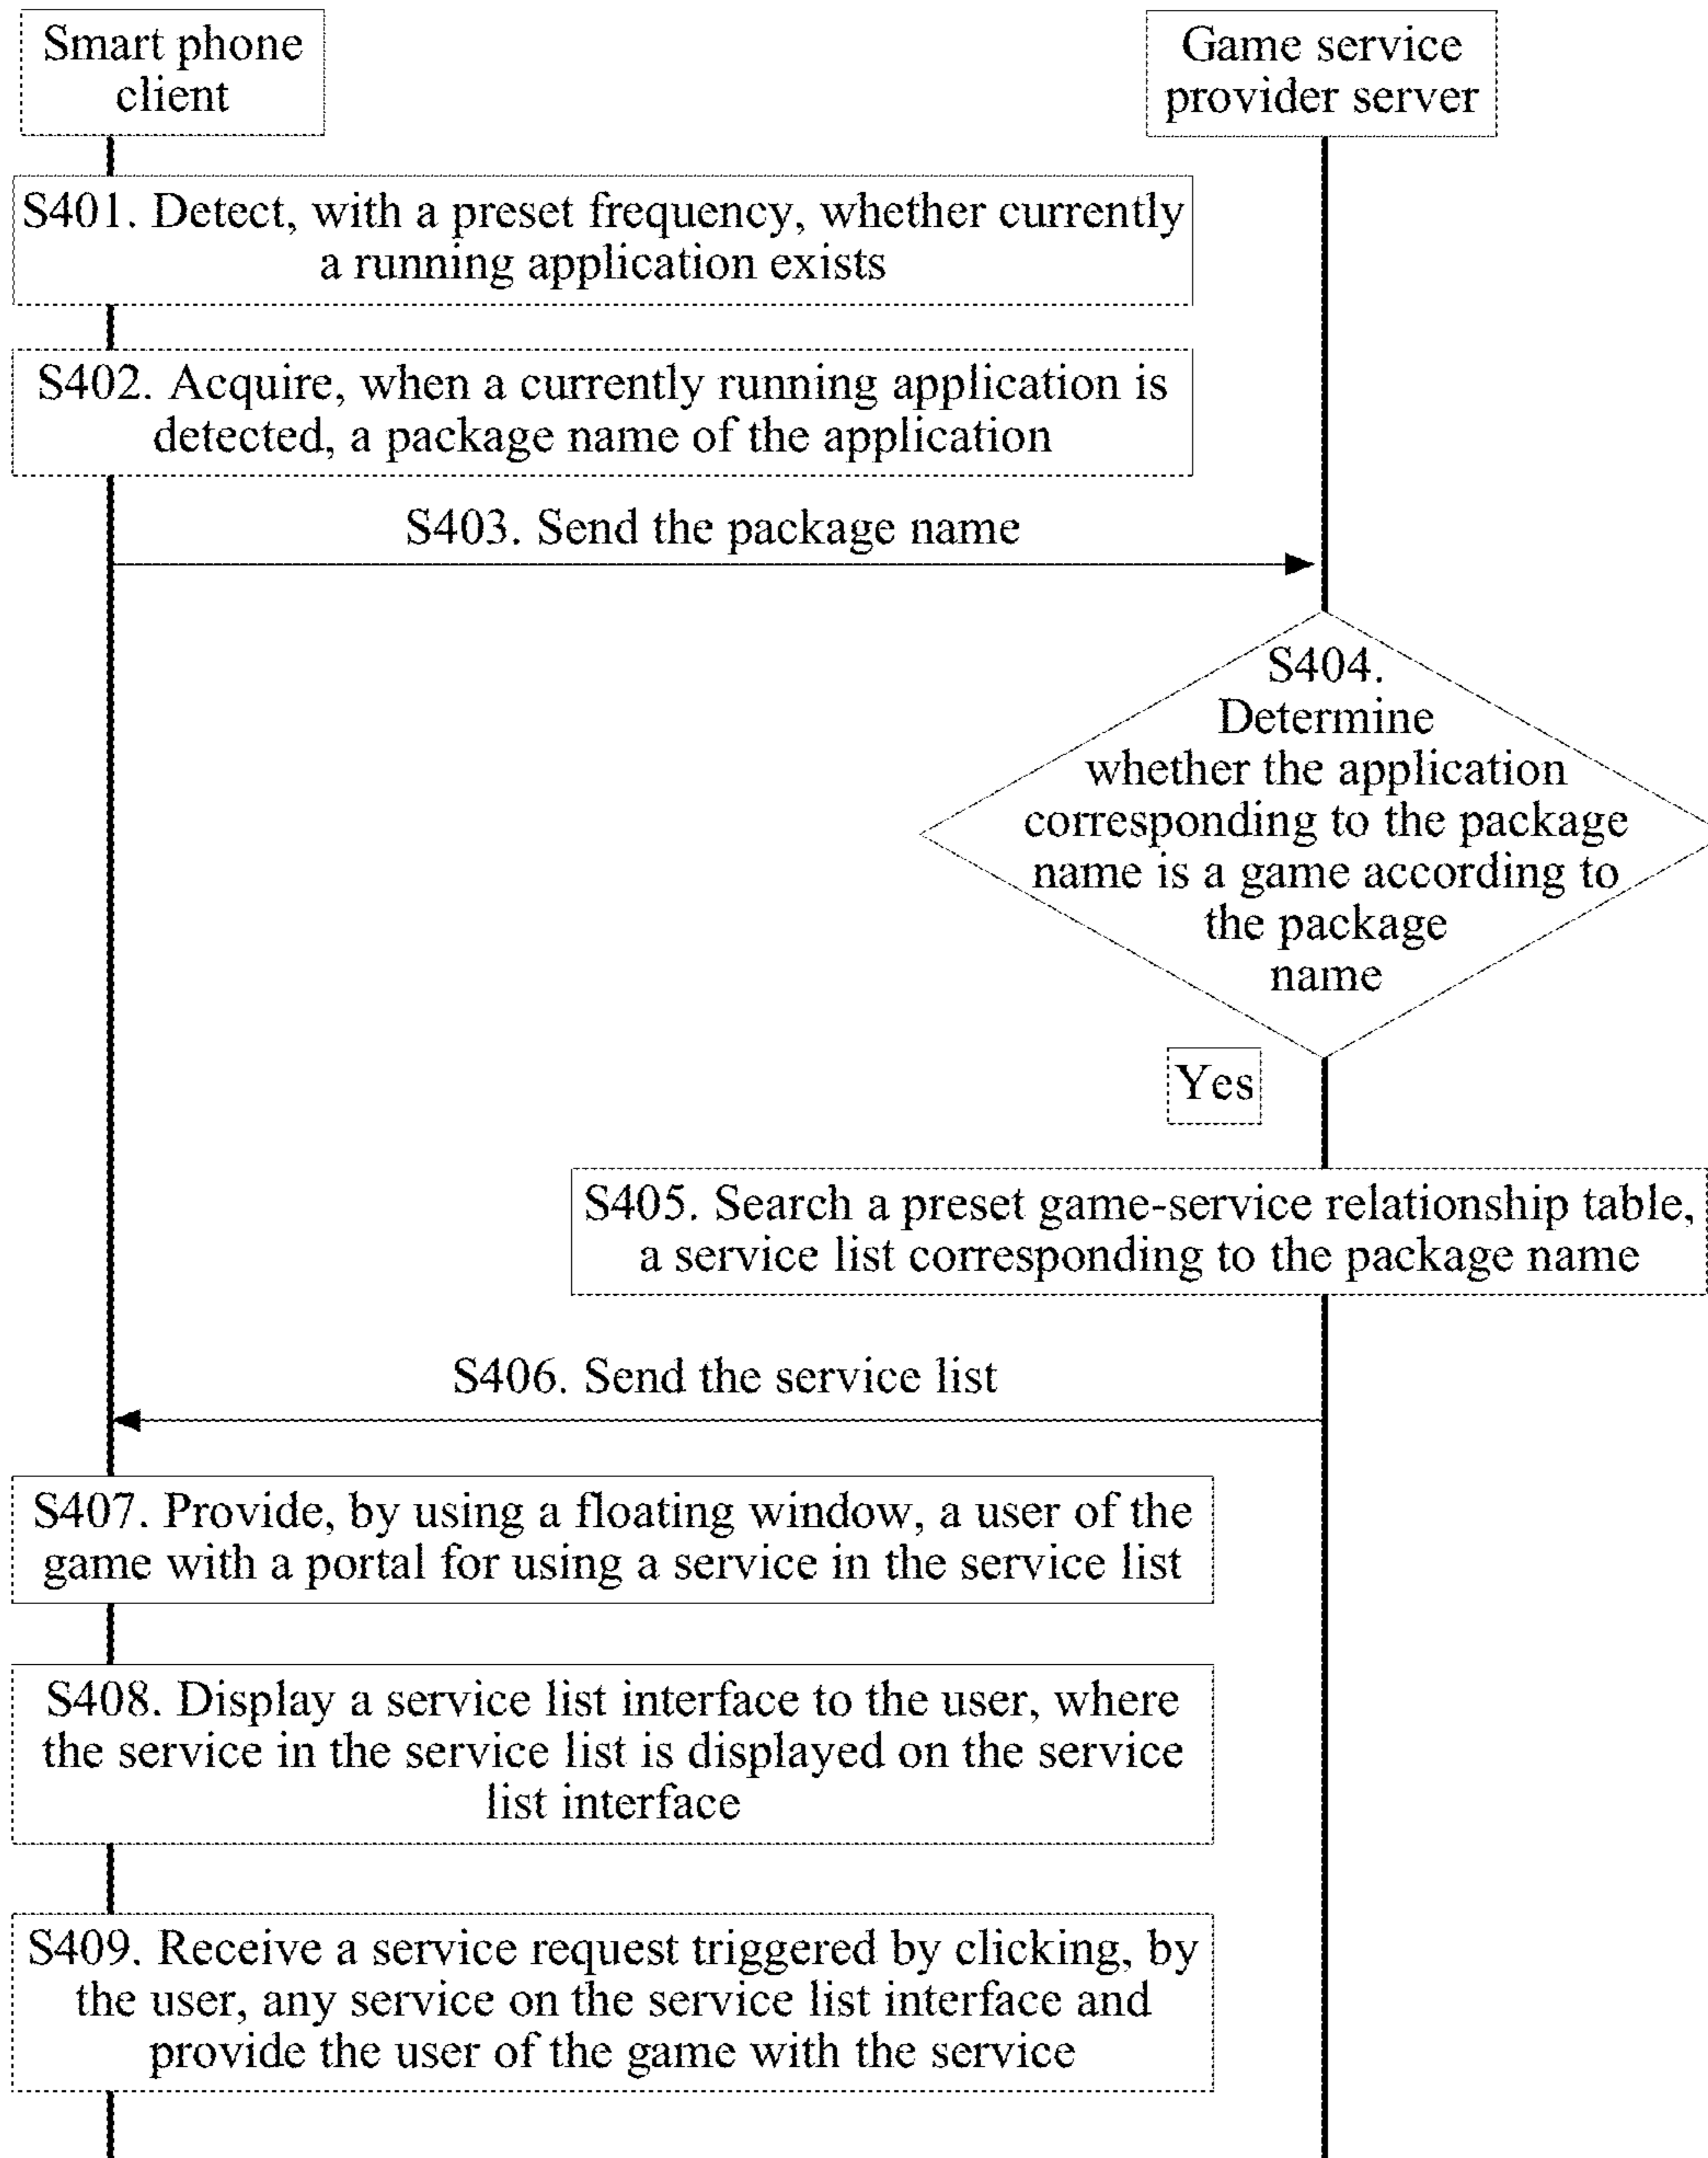 Smart phone
client
Game service
provider server
S401. Detect, with a preset frequency, whether currently
a running application exists
S402. Acquire, when a currently running application is
detected, a package name of the application
S403. Send the package name
S404.
Determine
whether the application
corresponding to the package
name is a game according to
the package
name
Yes
S405. Search a preset game-service relationship table,
a service list corresponding to the package name
S406. Send the service list
S407. Provide, by using a floating window, a user of the
game with a portal for using a service in the service list
S408. Display a service list interface to the user, where
the service in the service list is displayed on the service
list interface
S409. Receive a service request triggered by clicking, by
the user, any service on the service list interface and
provide the user of the game with the service